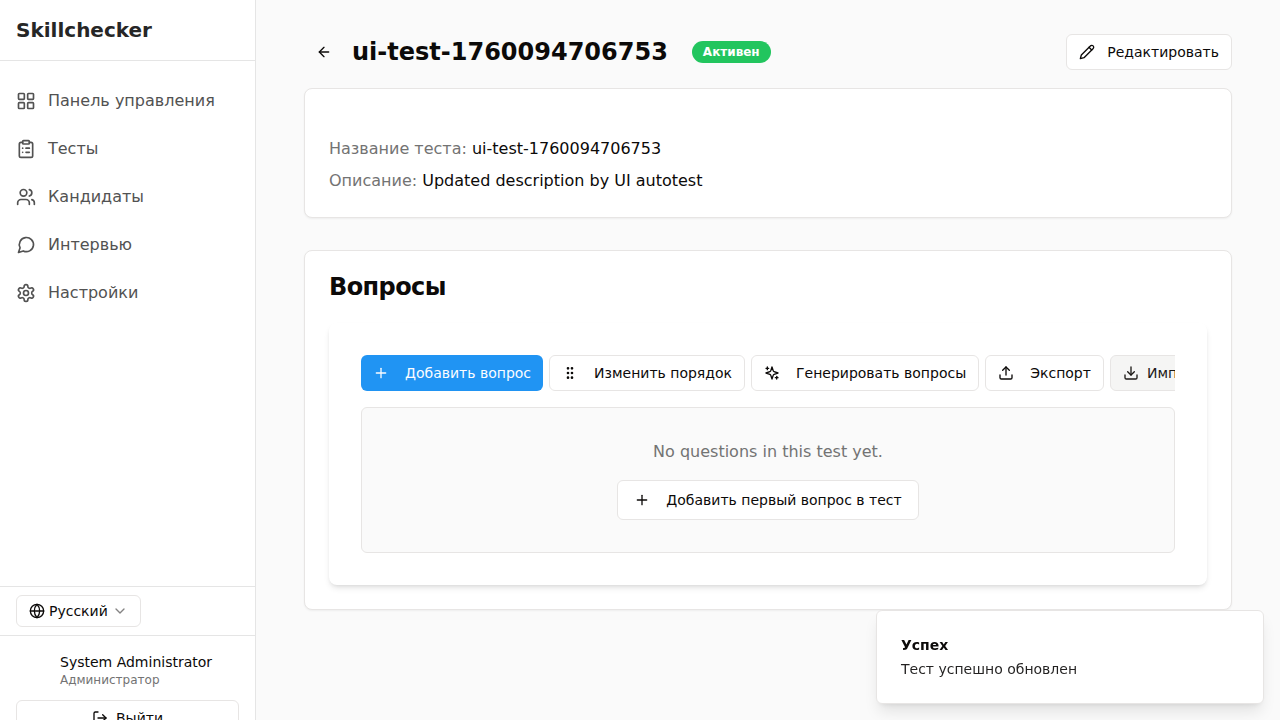 Skillchecker
Панель управления
Тесты
Кандидаты
Интервью
Настройки
Русский
System Administrator
Администратор
Выйти
ui-test-1760094706753
Активен
Редактировать
Название теста: ui-test-1760094706753
Описание: Updated description by UI autotest
Вопросы
Добавить вопрос
Изменить порядок
Генерировать вопросы
Экспорт
Имп
No questions in this test yet.
Добавить первый вопрос в тест
Успех
Тест успешно обновлен